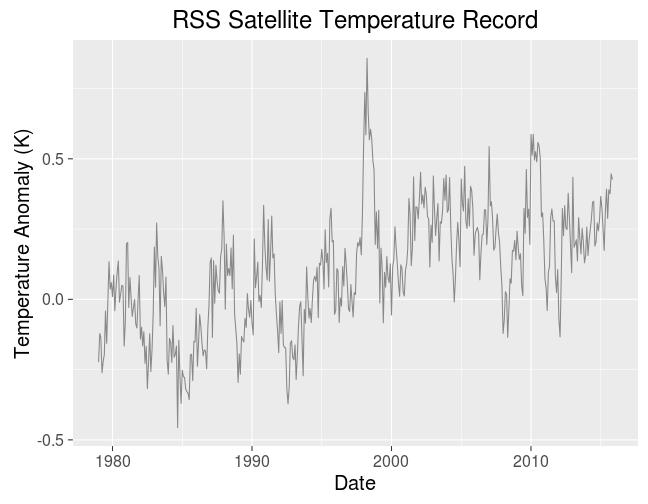 RSS Satellite Temperature Record
Temperature Anomaly (K)
0.5
0.0
-0.5
1980 1990 2000 2010
Date